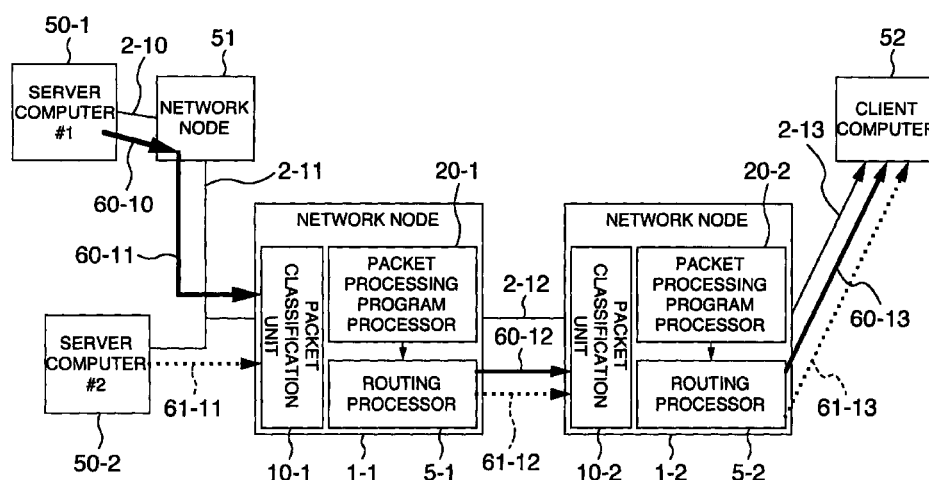 50-1
2-10
51
52
SERVER
COMPUTER
#1
NETWORK
NODE
CLIENT
COMPUTER
60-10
2-11
20-1
20-2
2-13
60-11
NETWORK NODE
NETWORK NODE
PACKET
CLASSIFICATION
UNIT
PACKET
PROCESSING
PROGRAM
PROCESSOR
2-12
60-12
PACKET
CLASSIFICATION
UNIT
PACKET
PROCESSING
PROGRAM
PROCESSOR
60-13
SERVER
COMPUTER
#2
61-11
ROUTING
PROCESSOR
61-12
ROUTING
PROCESSOR
61-13
50-2
10-1
1-1
5-1
10-2
1-2
5-2